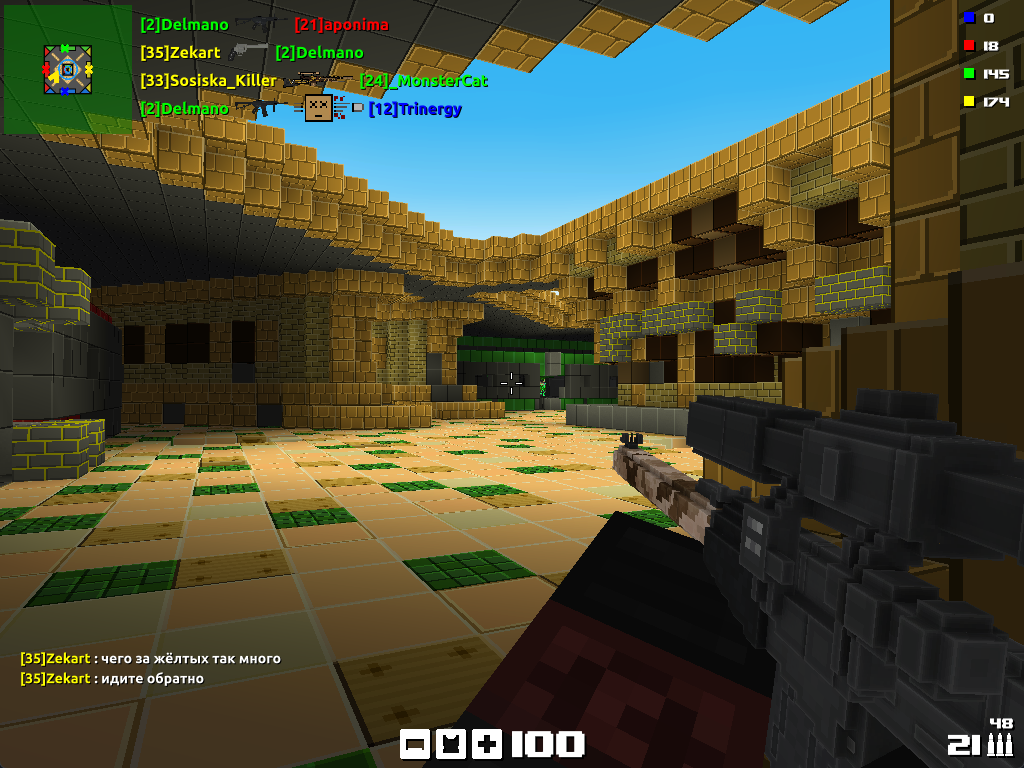 [2]Delmano [21]aponima
[35]Zekart [2]Delmano
[33]Sosiska_Killer [24]_MonsterCat
[2]Delmano [12]Trinergy
0
18
145
174
[35]Zekart : чего за жёлтых так много
[35]Zekart : идите обратно
100
48
21